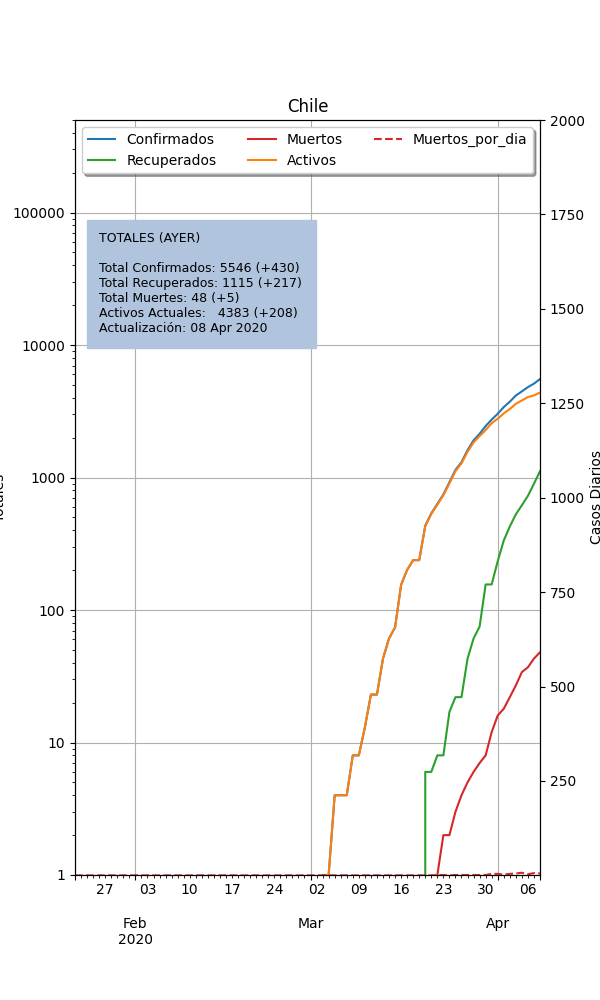 Chile
Confirmados
Recuperados
Muertos
Activos
Muertos_por_dia
TOTALES (AYER)
Total Confirmados: 5546 (+430)
Total Recuperados: 1115 (+217)
Total Muertes: 48 (+5)
Activos Actuales: 4383 (+208)
Actualización: 08 Apr 2020
100000
10000
1000
100
10
1
2000
1750
1500
1250
1000
750
500
250
Casos Diarios
27 03 10 17 24 02 09 16 23 30 06
Feb Mar Apr
2020